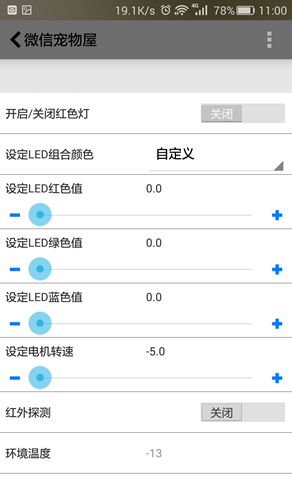 19.1K/s 4G 78% 11:00
微信宠物屋
开启/关闭红色灯 关闭
设定LED组合颜色 自定义
设定LED红色值 0.0
设定LED绿色值 0.0
设定LED蓝色值 0.0
设定电机转速 -5.0
红外探测 关闭
环境温度 -13